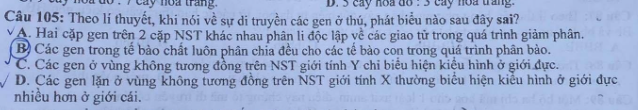 7 cây hoa trắng. D. 5 cây hoa đỏ : 3 cây hoa trắng.
Câu 105: Theo lí thuyết, khi nói về sự di truyền các gen ở thú, phát biểu nào sau đây sai?
A. Hai cặp gen trên 2 cặp NST khác nhau phân li độc lập về các giao tử trong quá trình giảm phân.
B. Các gen trong tế bào chất luôn phân chia đều cho các tế bào con trong quá trình phân bào.
C. Các gen ở vùng không tương đồng trên NST giới tính Y chỉ biểu hiện kiểu hình ở giới đực.
D. Các gen lặn ở vùng không tương đồng trên NST giới tính X thường biểu hiện kiểu hình ở giới đực
nhiều hơn ở giới cái.